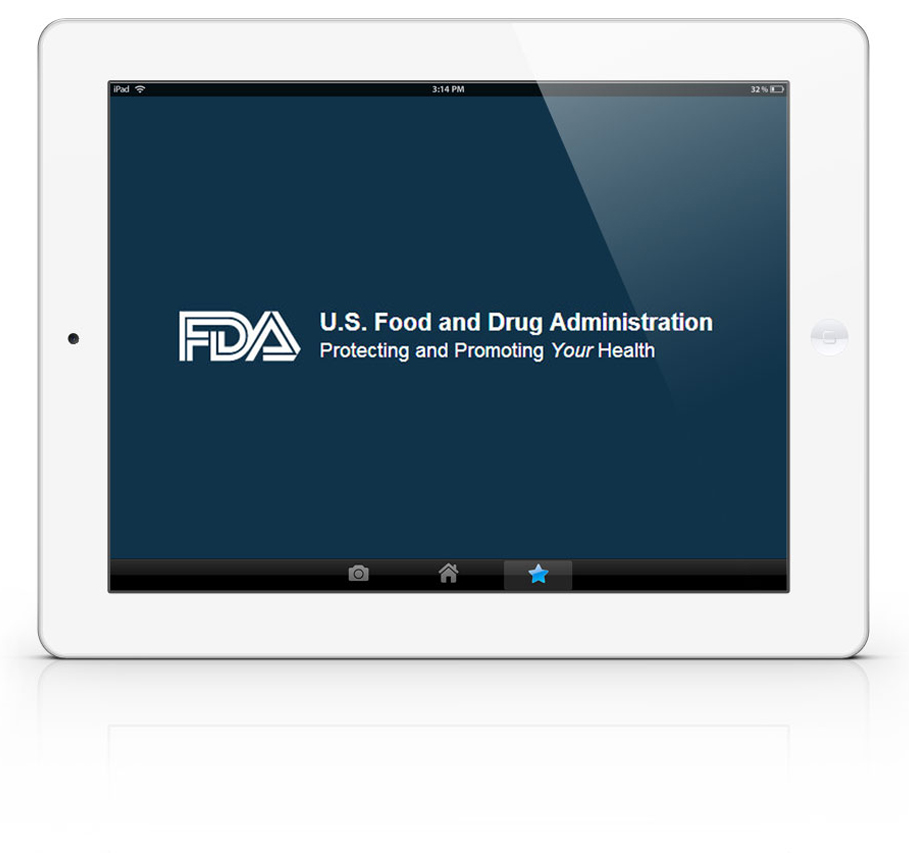 iPad 3:14 PM 32%
FDA U.S. Food and Drug Administration
Protecting and Promoting Your Health